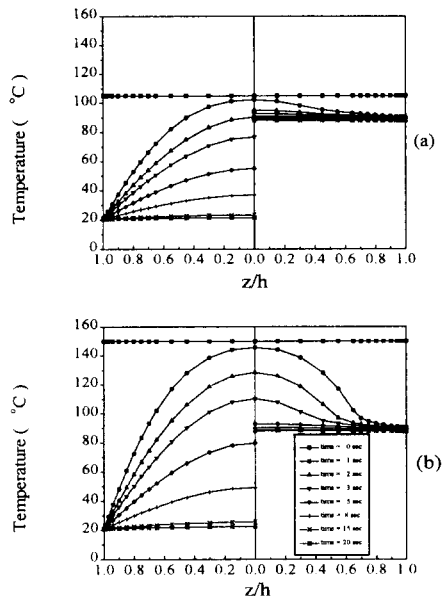 160
140
120
100
80
60
40
20
0
Temperature ( °C)
1.0 0.8 0.6 0.4 0.2 0.0 0.2 0.4 0.6 0.8 1.0
z/h
(a)
160
140
120
100
80
60
40
20
0
Temperature ( °C)
time = 0 sec
time = 1 sec
time = 2 sec
time = 3 sec
time = 5 sec
time = 8 sec
time = 15 sec
time = 20 sec
1.0 0.8 0.6 0.4 0.2 0.0 0.2 0.4 0.6 0.8 1.0
z/h
(b)